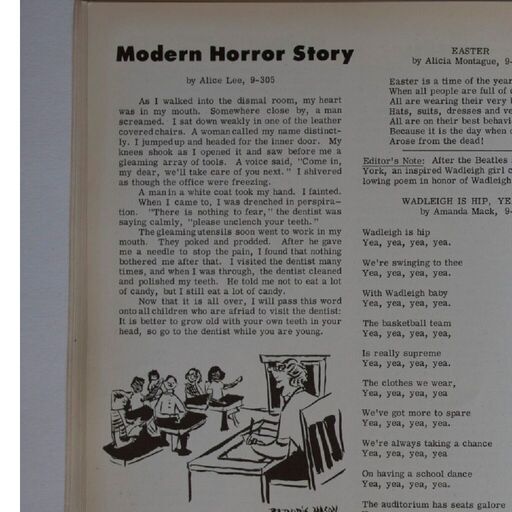 Modern Horror Story
by Alice Lee, 9-305
As I walked into the dismal room, my heart
was in my mouth. Somewhere close by, a man
screamed. I sat down weakly in one of the leather
covered chairs. A woman called my name distinct-
ly. I jumped up and headed for the inner door. My
knees shook as I opened it and saw before me a
gleaming array of tools. A voice said, "Come in,
my dear, we'll take care of you next." I shivered
as though the office were freezing.
A man in a white coat took my hand. I fainted.
When I came to, I was drenched in perspira-
tion. "There is nothing to fear," the dentist was
saying calmly, "please unclench your teeth."
The gleaming utensils soon went to work in my
mouth. They poked and prodded. After he gave
me a needle to stop the pain, I found that nothing
bothered me after that. I visited the dentist many
times, and when I was through, the dentist cleaned
and polished my teeth. He told me not to eat a lot
of candy, but I still eat a lot of candy.
Now that it is all over, I will pass this word
onto all children who are afriad to visit the dentist:
It is better to grow old with your own teeth in your
head, so go to the dentist while you are young.
EASTER
by Alicia Montague, 9-
Easter is a time of the year
When all people are full of
All are wearing their very
Hats, suits, dresses and
All are on their best
Because it is the day when
Arose from the dead!
Editor's Note: After the Beatles
York, an inspired Wadleigh girl
lowing poem in honor of Wadleigh
WADLEIGH IS HIP,
by Amanda Mack, 9-
Wadleigh is hip
Yea, yea, yea, yea.
We're swinging to thee
Yea, yea, yea, yea.
With Wadleigh baby
Yea, yea, yea, yea.
The basketball team
Yea, yea, yea, yea,
Is really supreme
Yea, yea, yea, yea.
The clothes we wear,
Yea, yea, yea, yea
We've got more to spare
Yea, yea, yea, yea.
We're always taking a chance
Yea, yea, yea, yea
On having a school dance
Yea, yea, yea, yea.
The auditorium has seats galore